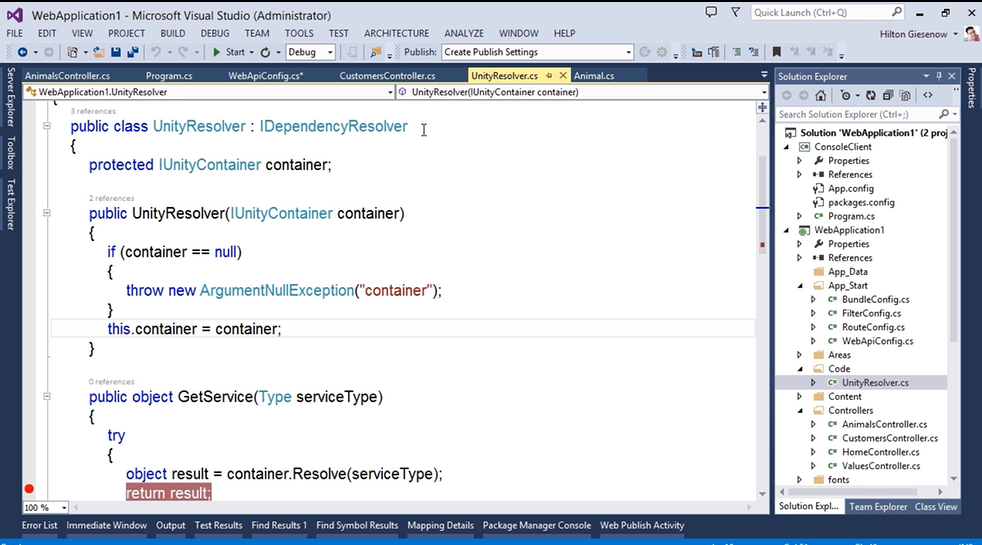 WebApplication1 - Microsoft Visual Studio (Administrator)
Quick Launch (Ctrl+Q)
FILE EDIT VIEW PROJECT BUILD DEBUG TEAM TOOLS TEST ARCHITECTURE ANALYZE WINDOW HELP
Hilton Giesenow
Start Debug Publish: Create Publish Settings
Server Explorer
Toolbox
Test Explorer
AnimalsController.cs Program.cs WebApiConfig.cs* CustomersController.cs UnityResolver.cs Animal.cs
WebApplication1.UnityResolver UnityResolver(IUnityContainer container)
3 references
public class UnityResolver : IDependencyResolver
{
protected IUnityContainer container;
2 references
public UnityResolver(IUnityContainer container)
{
if (container == null)
{
throw new ArgumentNullException("container");
}
this.container = container;
}
0 references
public object GetService(Type serviceType)
{
try
{
object result = container.Resolve(serviceType);
return result;
100 %
Solution Explorer
Search Solution Explorer (Ctrl+;)
Solution 'WebApplication1' (2 proj
ConsoleClient
Properties
References
App.config
packages.config
Program.cs
WebApplication1
Properties
References
App_Data
App_Start
BundleConfig.cs
FilterConfig.cs
RouteConfig.cs
WebApiConfig.cs
Areas
Code
UnityResolver.cs
Content
Controllers
AnimalsController.cs
CustomersController.cs
HomeController.cs
ValuesController.cs
fonts
Solution Expl... Team Explorer Class View
Properties
Error List Immediate Window Output Test Results Find Results 1 Find Symbol Results Mapping Details Package Manager Console Web Publish Activity